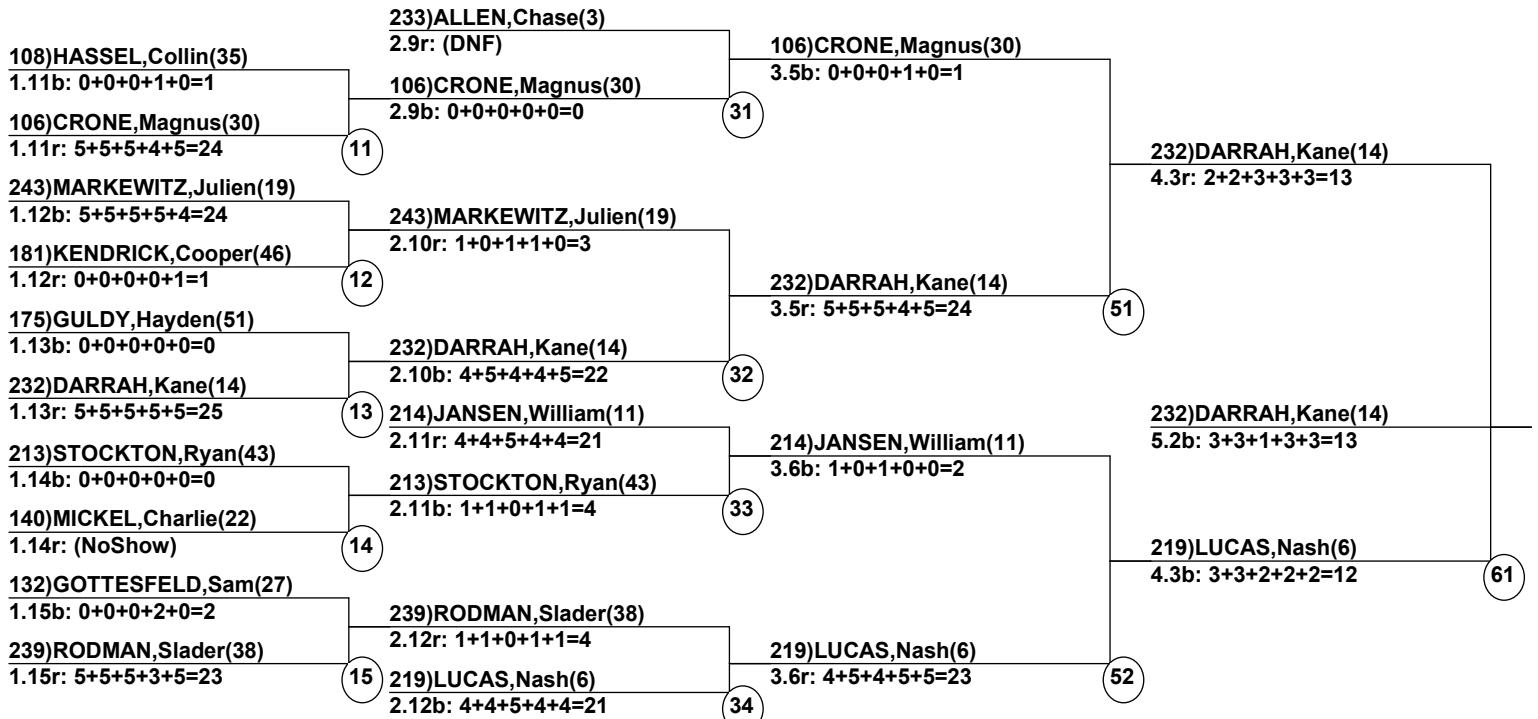 108)HASSEL,Collin(35)
1.11b: 0+0+0+1+0=1
106)CRONE,Magnus(30)
1.11r: 5+5+5+4+5=24
11
243)MARKEWITZ,Julien(19)
1.12b: 5+5+5+5+4=24
181)KENDRICK,Cooper(46)
1.12r: 0+0+0+0+1=1
12
175)GULDY,Hayden(51)
1.13b: 0+0+0+0+0=0
232)DARRAH,Kane(14)
1.13r: 5+5+5+5+5=25
13
213)STOCKTON,Ryan(43)
1.14b: 0+0+0+0+0=0
140)MICKEL,Charlie(22)
1.14r: (NoShow)
14
132)GOTTESFELD,Sam(27)
1.15b: 0+0+0+2+0=2
239)RODMAN,Slader(38)
1.15r: 5+5+5+3+5=23
15
233)ALLEN,Chase(3)
2.9r: (DNF)
106)CRONE,Magnus(30)
2.9b: 0+0+0+0+0=0
31
243)MARKEWITZ,Julien(19)
2.10r: 1+0+1+1+0=3
232)DARRAH,Kane(14)
2.10b: 4+5+4+4+5=22
32
214)JANSEN,William(11)
2.11r: 4+4+5+4+4=21
213)STOCKTON,Ryan(43)
2.11b: 1+1+0+1+1=4
33
239)RODMAN,Slader(38)
2.12r: 1+1+0+1+1=4
219)LUCAS,Nash(6)
2.12b: 4+4+5+4+4=21
34
106)CRONE,Magnus(30)
3.5b: 0+0+0+1+0=1
232)DARRAH,Kane(14)
3.5r: 5+5+5+4+5=24
51
214)JANSEN,William(11)
3.6b: 1+0+1+0+0=2
219)LUCAS,Nash(6)
3.6r: 4+5+4+5+5=23
52
232)DARRAH,Kane(14)
4.3r: 2+2+3+3+3=13
232)DARRAH,Kane(14)
5.2b: 3+3+1+3+3=13
219)LUCAS,Nash(6)
4.3b: 3+3+2+2+2=12
61